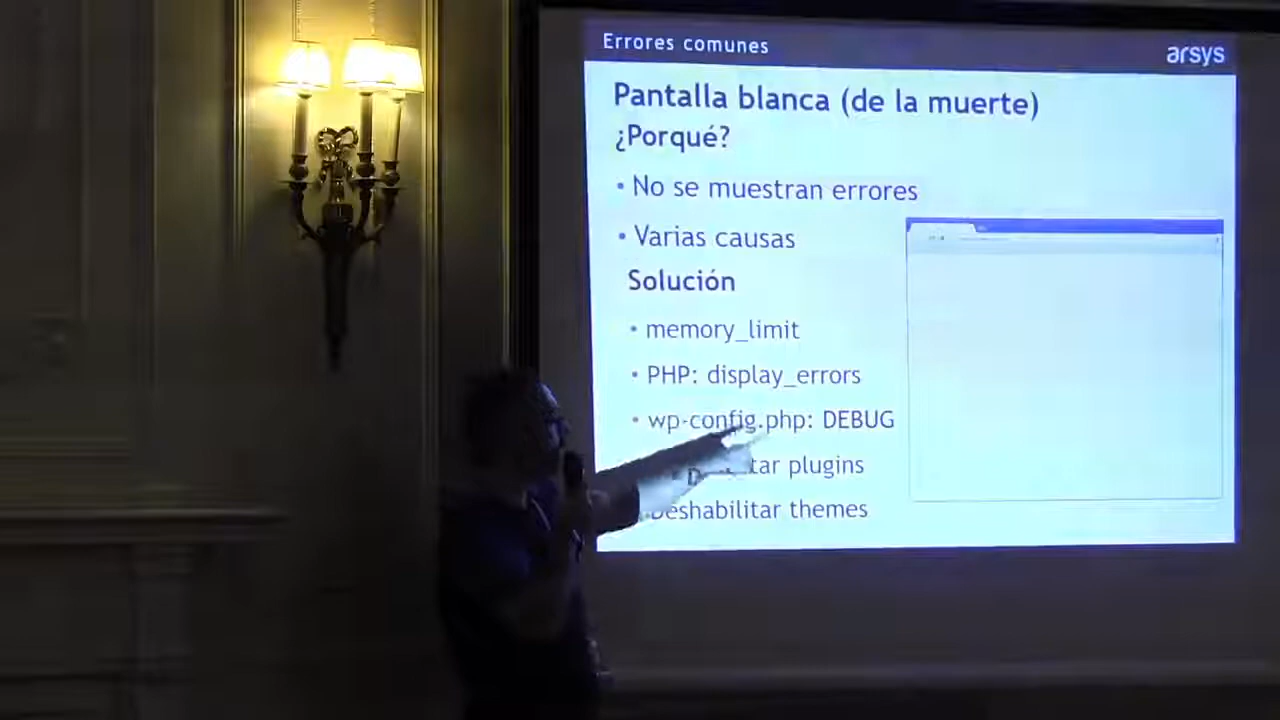 Errores comunes
arsys
Pantalla blanca (de la muerte)
¿Porqué?
• No se muestran errores
• Varias causas
Solución
• memory_limit
• PHP: display_errors
• wp-config.php: DEBUG
plugins
Deshabilitar themes